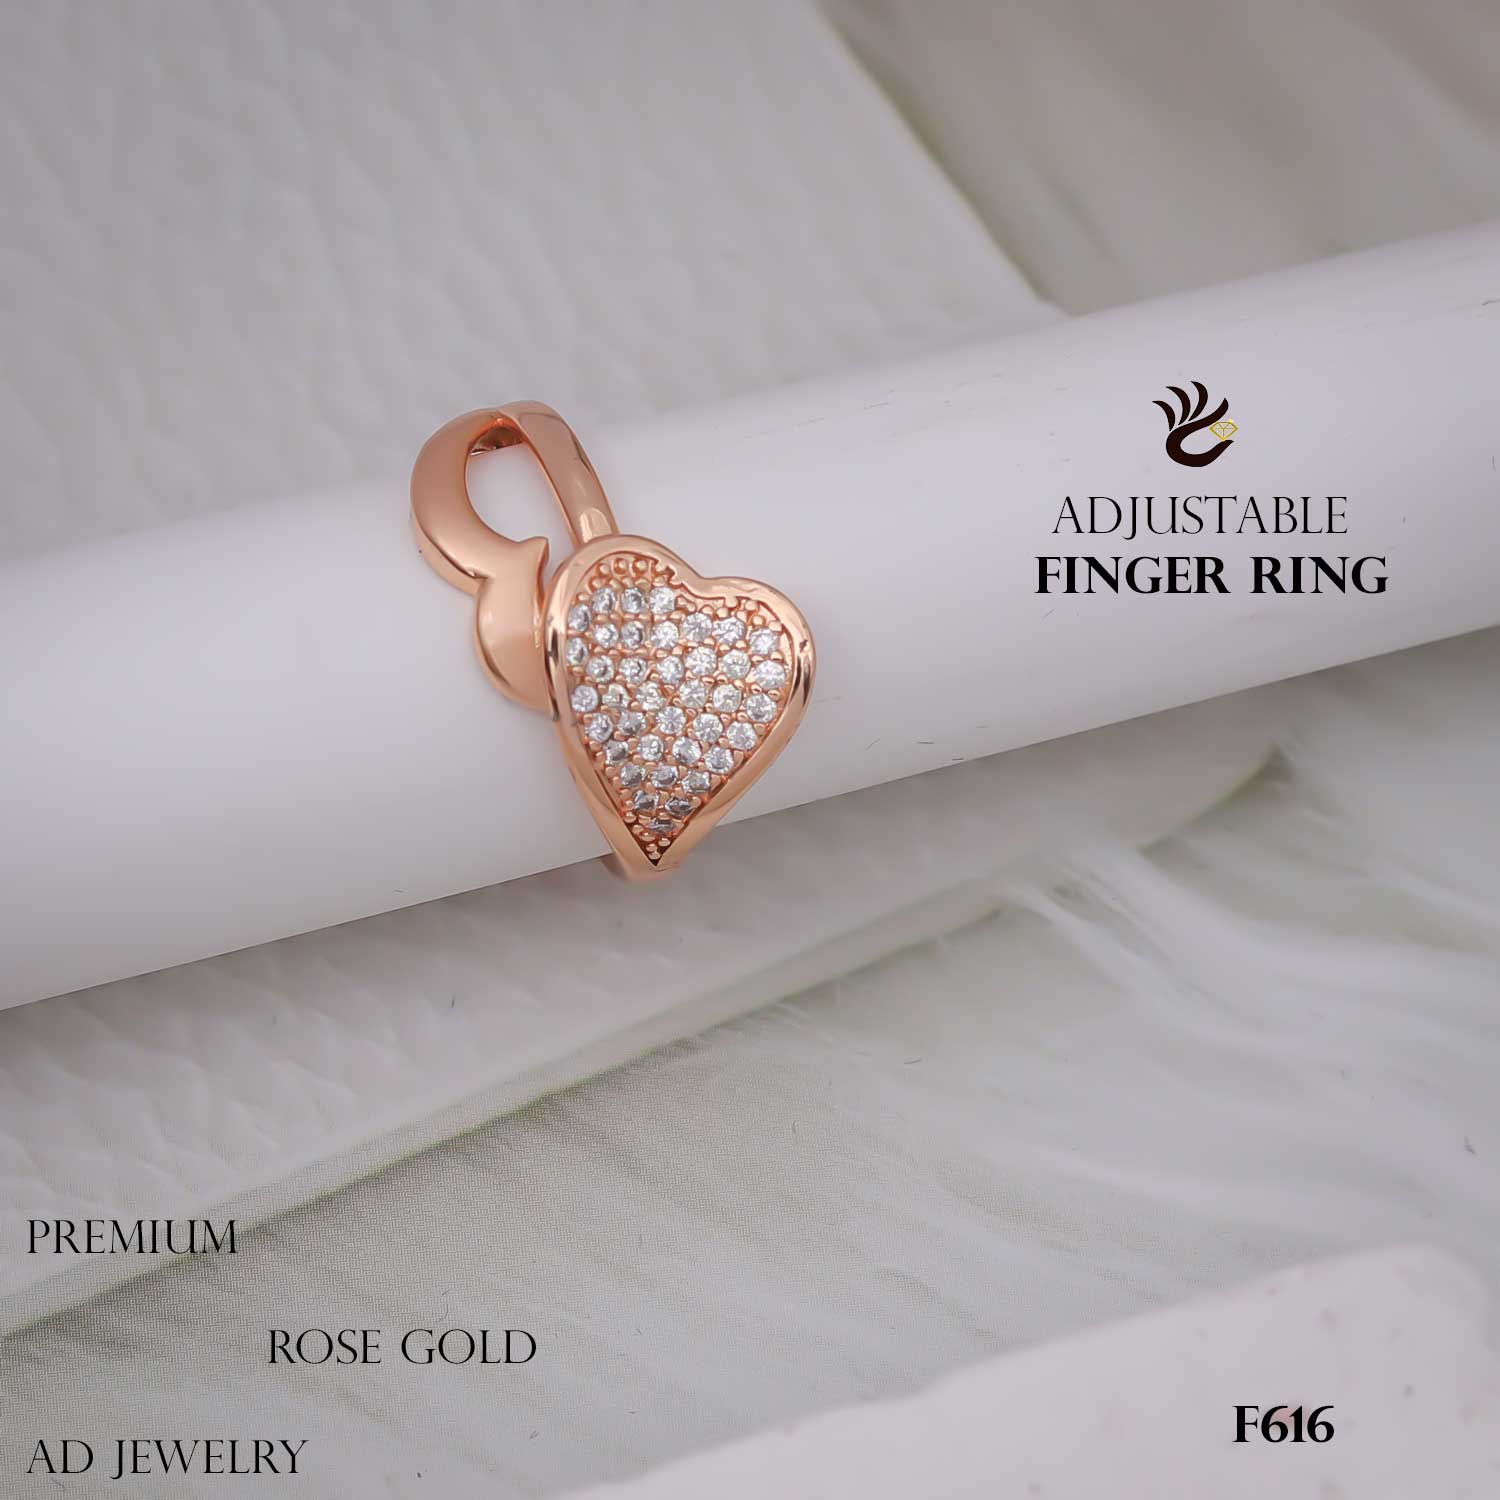 ADJUSTABLE
FINGER RING
PREMIUM
ROSE GOLD
AD JEWELRY
F616